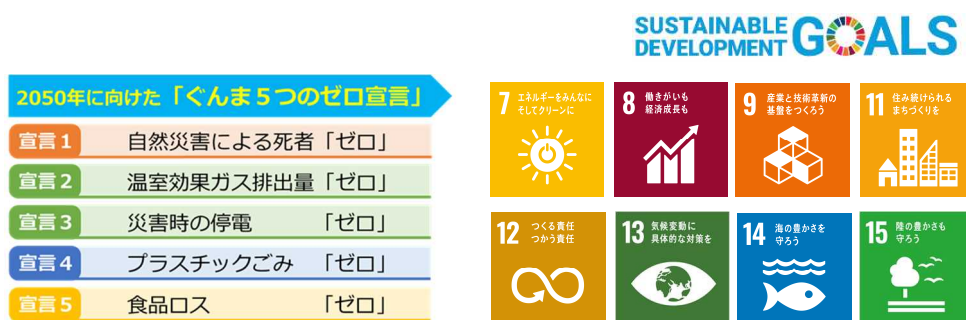 SUSTAINABLE
DEVELOPMENT
GOALS
2050年に向けた「ぐんま５つのゼロ宣言」
宣言１ 自然災害による死者「ゼロ」
宣言２ 温室効果ガス排出量「ゼロ」
宣言３ 災害時の停電 「ゼロ」
宣言４ プラスチックごみ 「ゼロ」
宣言５ 食品ロス 「ゼロ」
7 エネルギーをみんなに
そしてクリーンに
8 働きがいも
経済成長も
9 産業と技術革新の
基盤をつくろう
11 住み続けられる
まちづくりを
12 つくる責任
つかう責任
13 気候変動に
具体的な対策を
14 海の豊かさを
守ろう
15 陸の豊かさも
守ろう